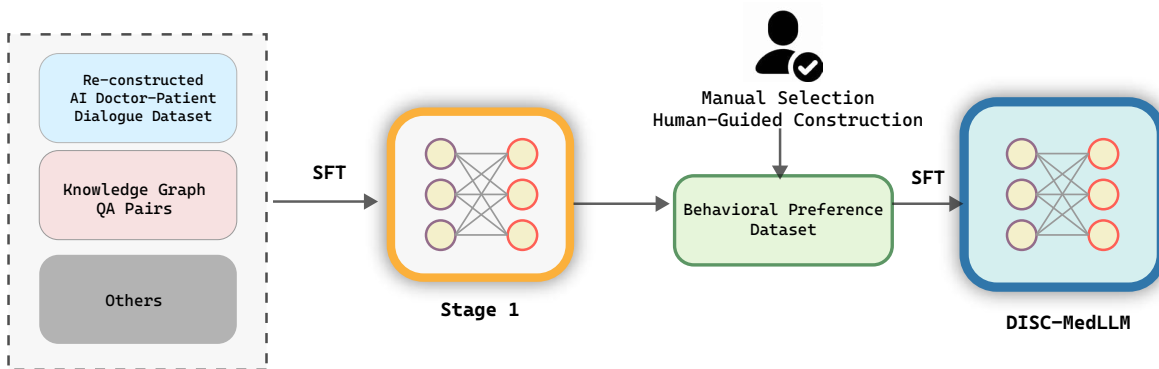 Re-constructed
AI Doctor-Patient
Dialogue Dataset
Knowledge Graph
QA Pairs
Others
SFT
Stage 1
Manual Selection
Human-Guided Construction
Behavioral Preference
Dataset
SFT
DISC-MedLLM